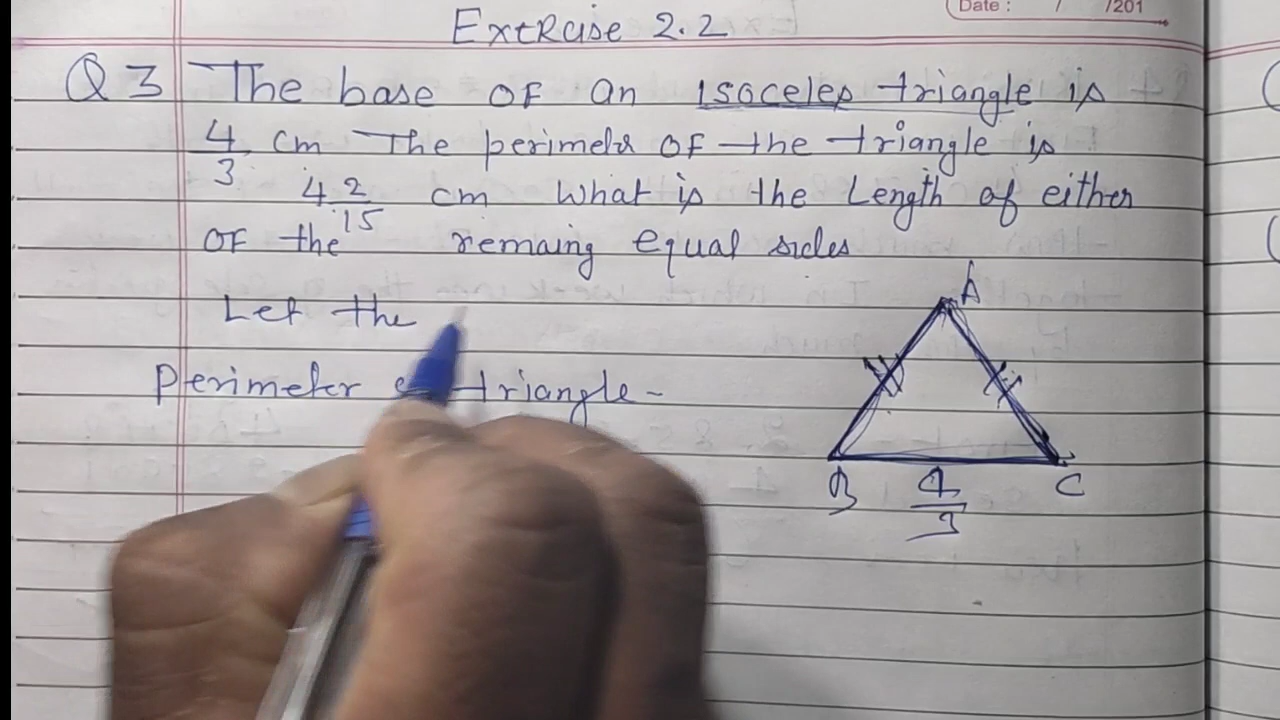 Date : / /201
Exercise 2.2
Q 3 The base of an isoceles triangle is
4/3 cm The perimeter of the triangle is
4 2/15 cm What is the Length of either
of the remaing equal sides
Let the
Perimeter of triangle -
A
B 4/3 C